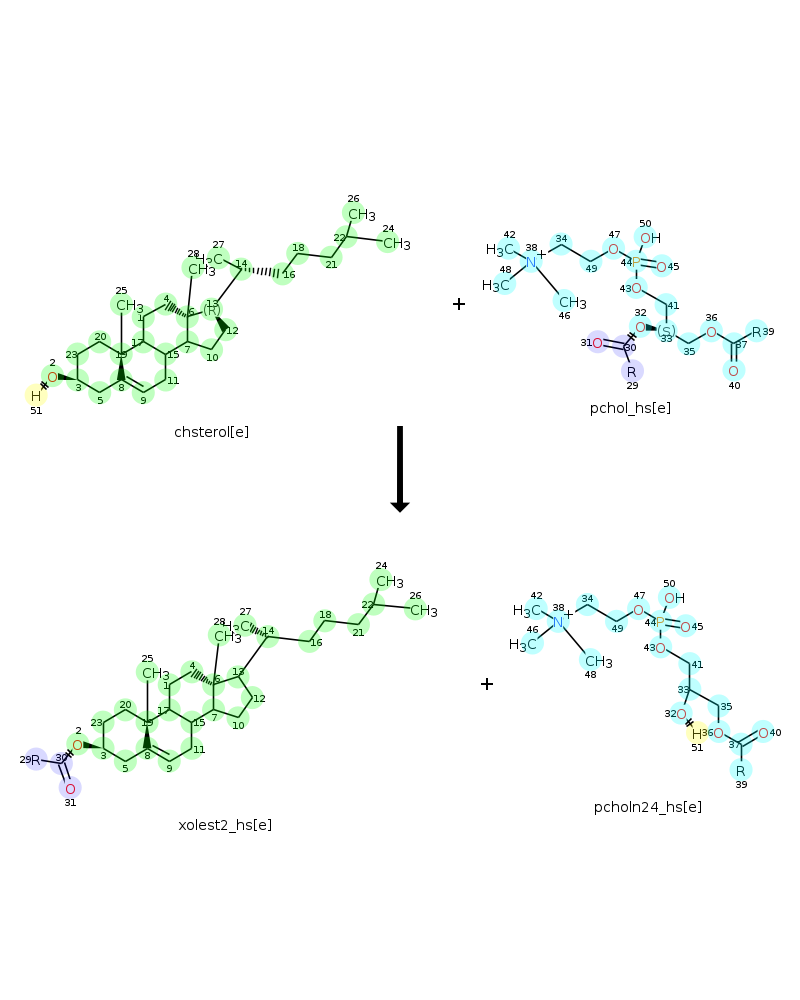 26
CH3
24
CH3
22
18
21
27
H3C
14
16
28
CH3
25
CH3
4
1
6
13
(R)
12
17
20
19
15
7
10
23
2
O
3
8
11
H
51
5
9
chsterol[e]
+
50
OH
47
O
34
42
H3C
38
N
+
44
P
O
45
49
48
H3C
43
O
46
CH3
41
32
O
(S)
33
36
O
R
39
31
O
30
35
37
R
29
O
40
pchol_hs[e]
24
CH3
26
CH3
22
18
21
27
H3C
14
16
28
CH3
25
CH3
4
1
6
13
12
17
20
19
15
7
10
23
2
O
3
8
11
29
R
30
5
9
O
31
xolest2_hs[e]
+
50
OH
47
O
34
42
H3C
38
N
+
44
P
O
45
49
46
H3C
43
O
CH3
48
41
33
35
32
O
H
51
36
O
37
O
40
R
39
pcholn24_hs[e]